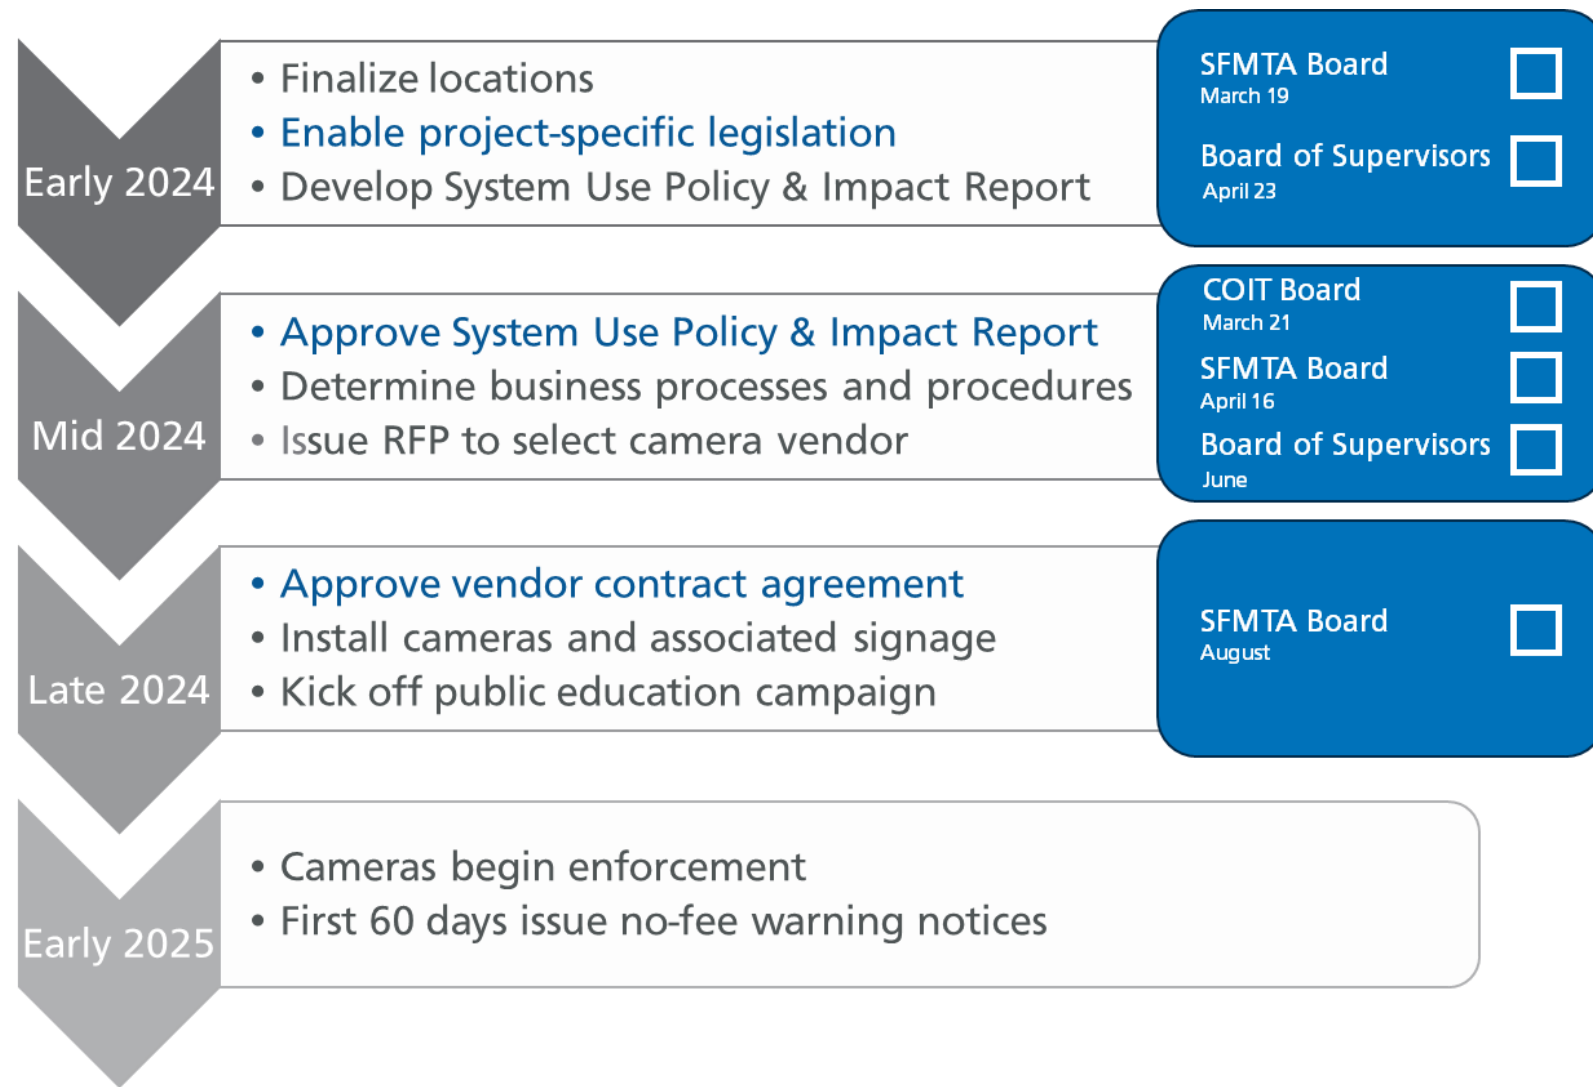 Early 2024
• Finalize locations
• Enable project-specific legislation
• Develop System Use Policy & Impact Report
SFMTA Board
March 19
Board of Supervisors
April 23
Mid 2024
• Approve System Use Policy & Impact Report
• Determine business processes and procedures
• Issue RFP to select camera vendor
COIT Board
March 21
SFMTA Board
April 16
Board of Supervisors
June
Late 2024
• Approve vendor contract agreement
• Install cameras and associated signage
• Kick off public education campaign
SFMTA Board
August
Early 2025
• Cameras begin enforcement
• First 60 days issue no-fee warning notices